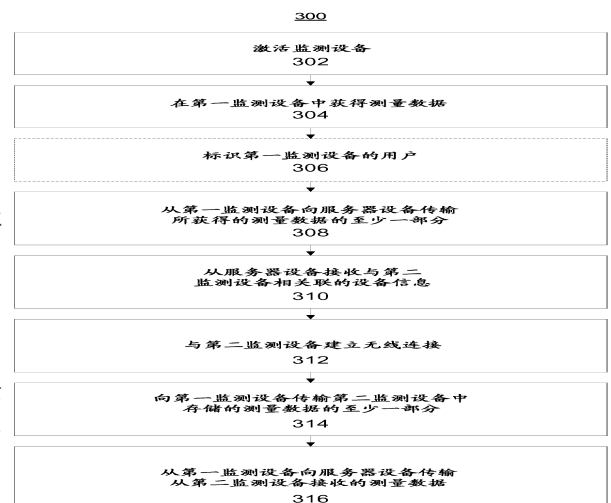 300
激活监测设备
302
在第一监测设备中获得测量数据
304
标识第一监测设备的用户
306
从第一监测设备向服务器设备传输
所获得的测量数据的至少一部分
308
从服务器设备接收与第二
监测设备相关联的设备信息
310
与第二监测设备建立无线连接
312
向第一监测设备传输第二监测设备中
存储的测量数据的至少一部分
314
从第一监测设备向服务器设备传输
从第二监测设备接收的测量数据
316